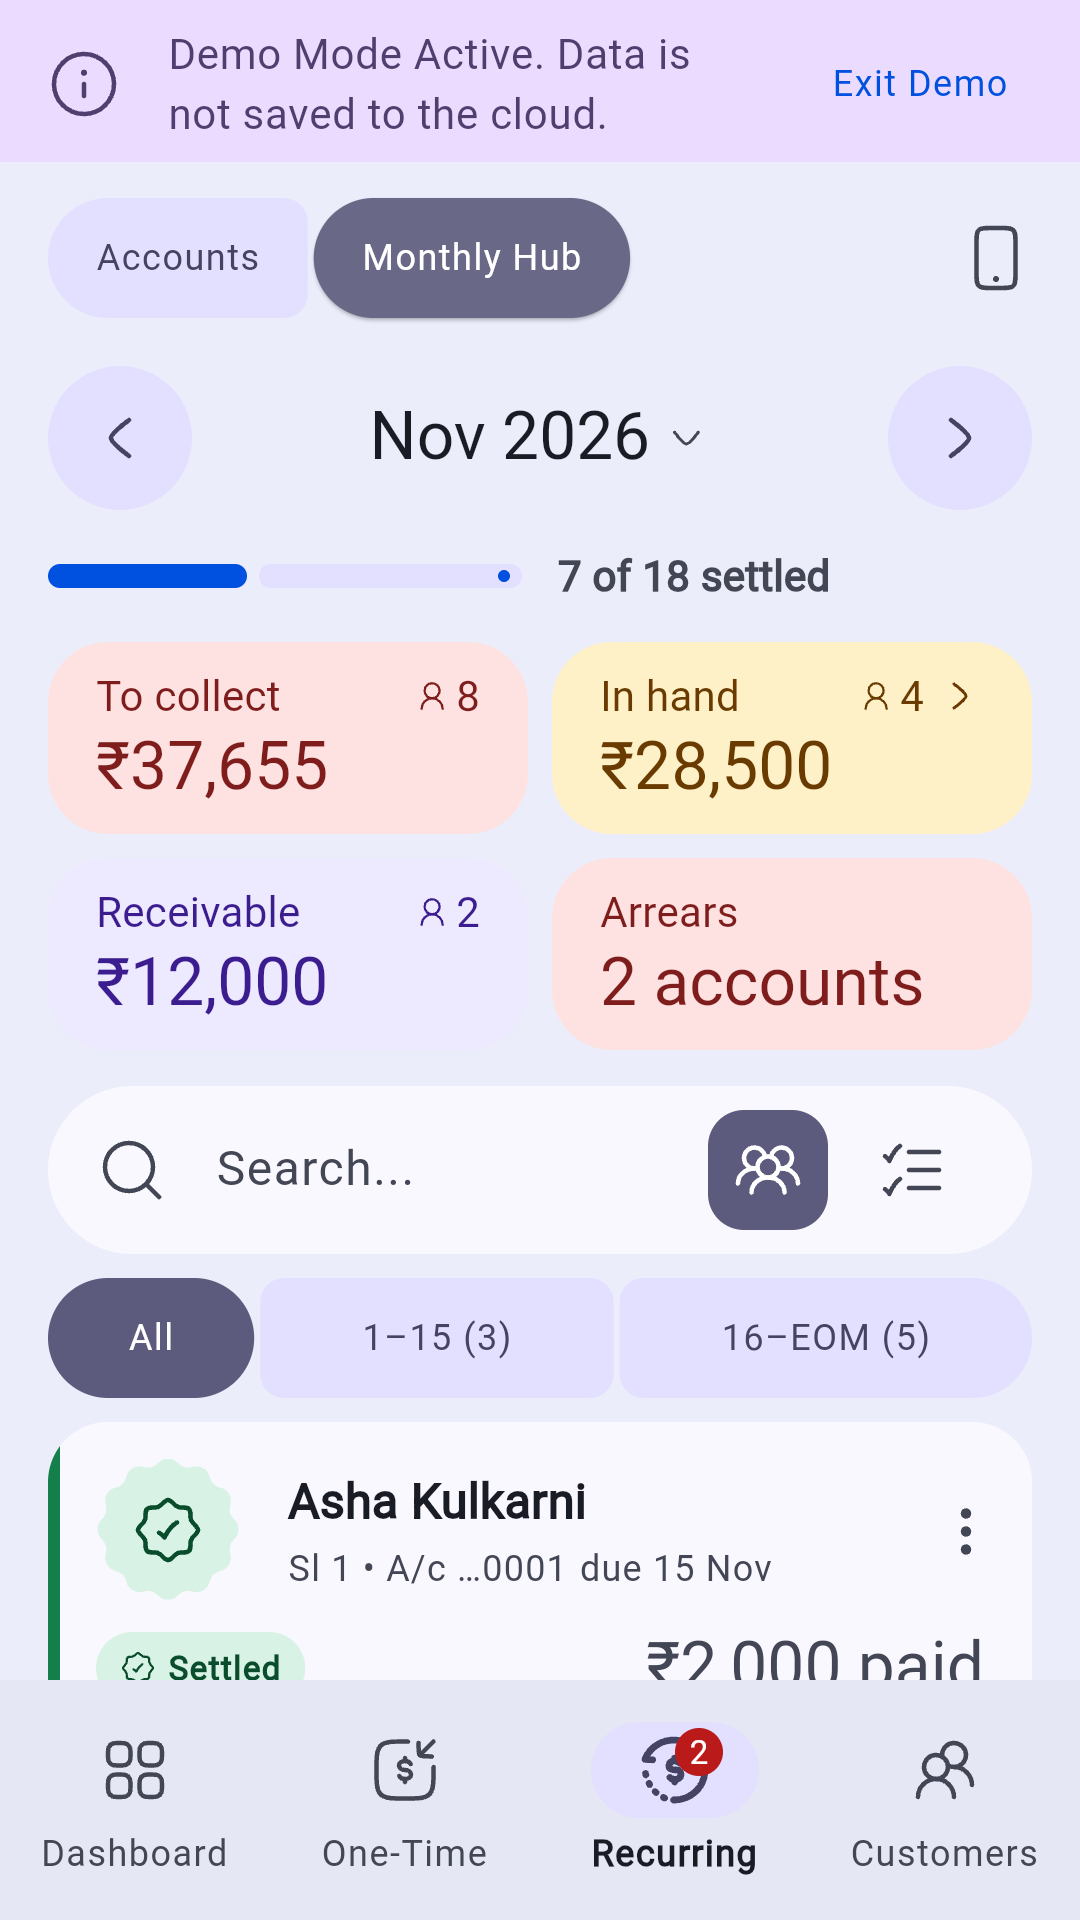 Demo Mode Active. Data is
not saved to the cloud.
Exit Demo
Accounts
Monthly Hub
Nov 2026
7 of 18 settled
To collect
8
₹37,655
In hand
4
₹28,500
Receivable
2
₹12,000
Arrears
2 accounts
Search...
All
1–15 (3)
16–EOM (5)
Asha Kulkarni
Sl 1 • A/c …0001 due 15 Nov
Settled
₹2,000 paid
2
Dashboard
One-Time
Recurring
Customers